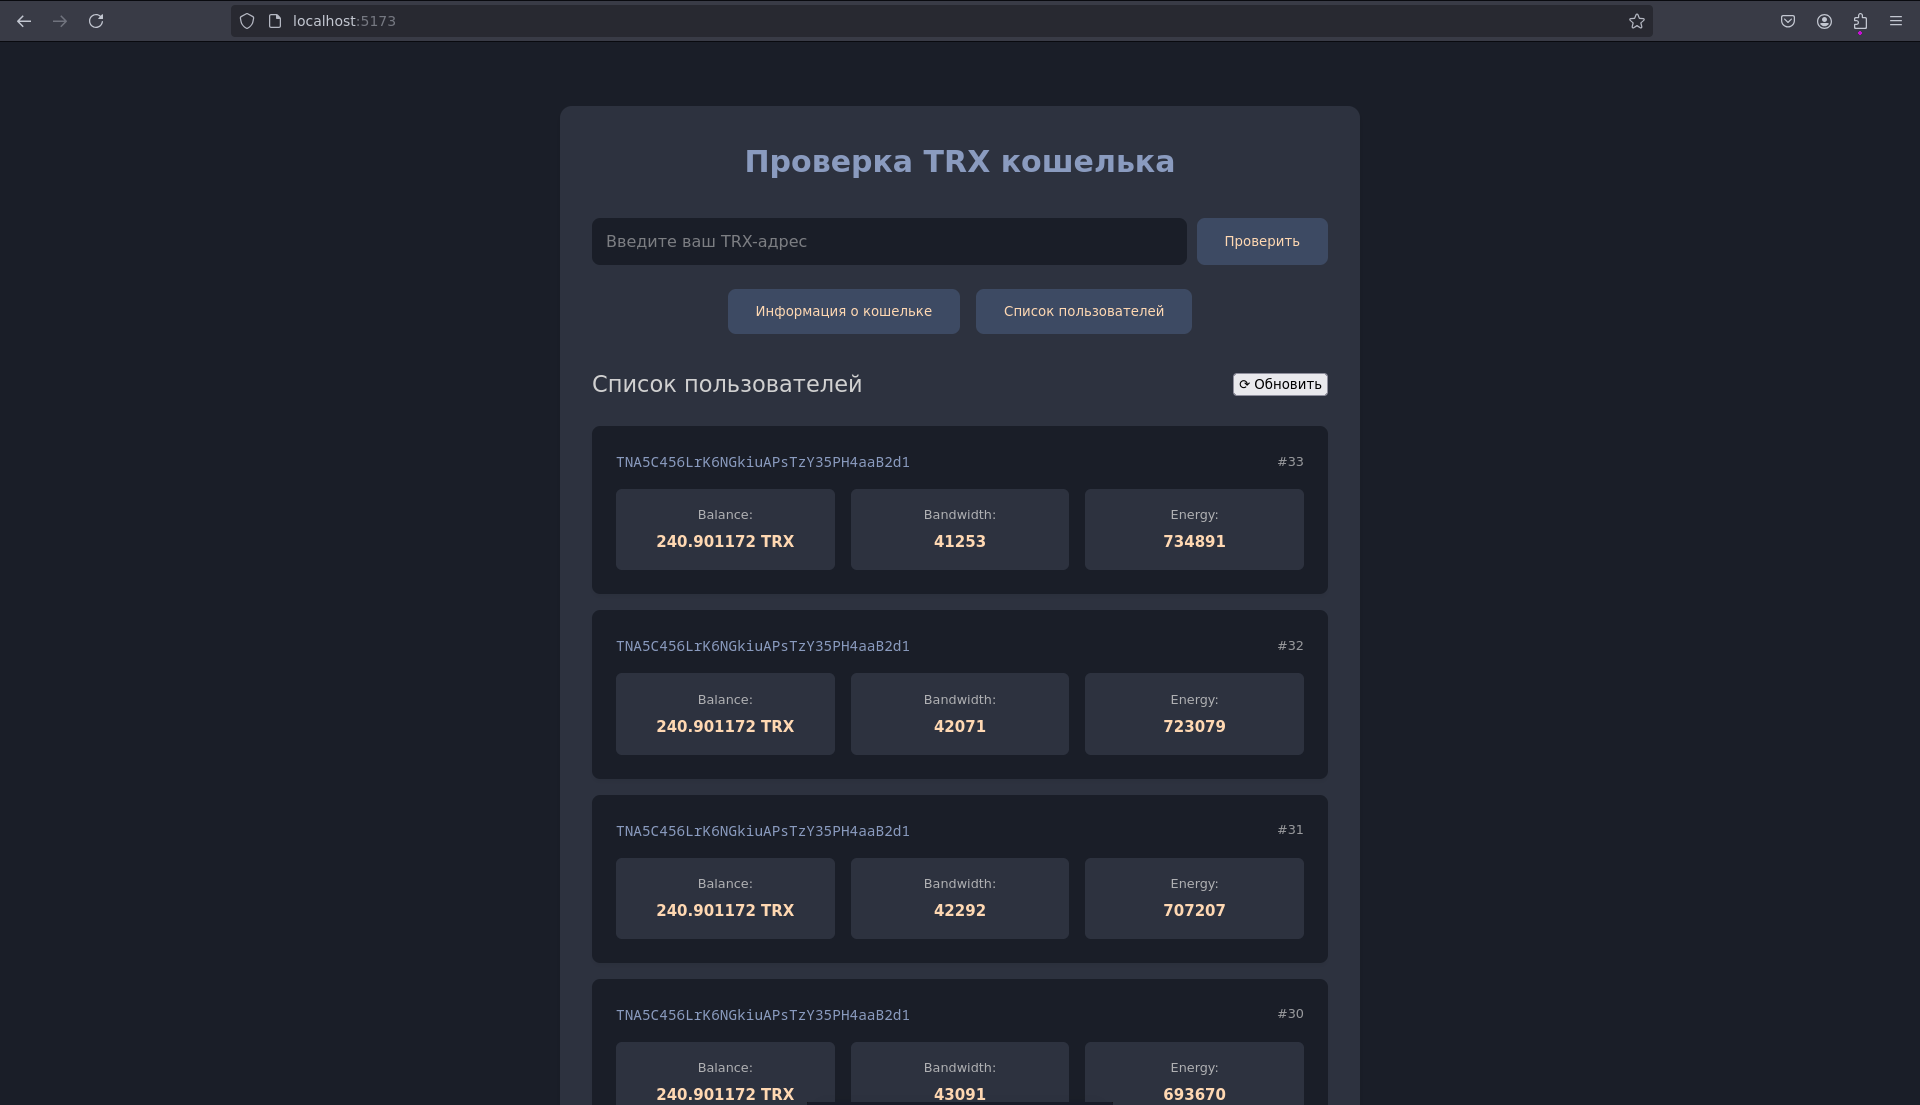 localhost:5173
Проверка TRX кошелька
Введите ваш TRX-адрес
Проверить
Информация о кошельке
Список пользователей
Список пользователей
⟳ Обновить
TNA5C456LrK6NGkiuAPsTzY35PH4aaB2d1
#33
Balance:
240.901172 TRX
Bandwidth:
41253
Energy:
734891
TNA5C456LrK6NGkiuAPsTzY35PH4aaB2d1
#32
Balance:
240.901172 TRX
Bandwidth:
42071
Energy:
723079
TNA5C456LrK6NGkiuAPsTzY35PH4aaB2d1
#31
Balance:
240.901172 TRX
Bandwidth:
42292
Energy:
707207
TNA5C456LrK6NGkiuAPsTzY35PH4aaB2d1
#30
Balance:
240.901172 TRX
Bandwidth:
43091
Energy:
693670